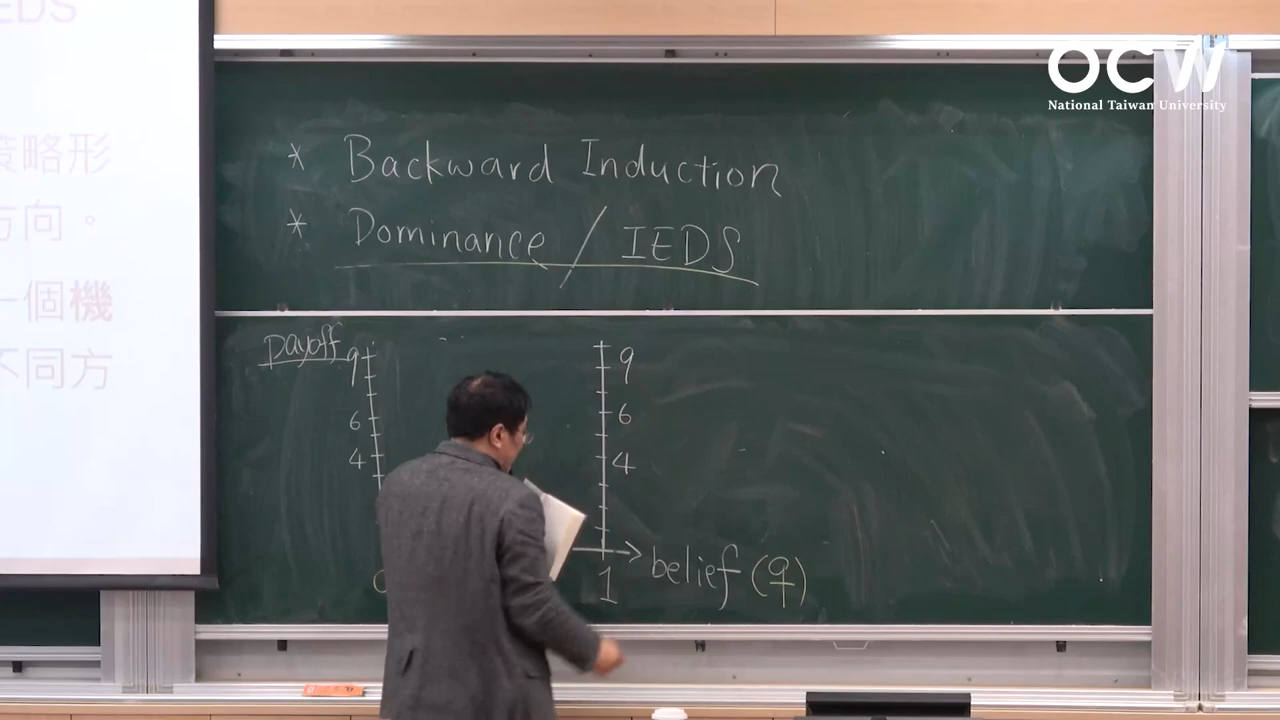 EDS
策略形
方向。
一個機
不同方
OCW
National Taiwan University
* Backward Induction
* Dominance / IEDS
payoff
9 9
6 6
4 4
1 belief (q)